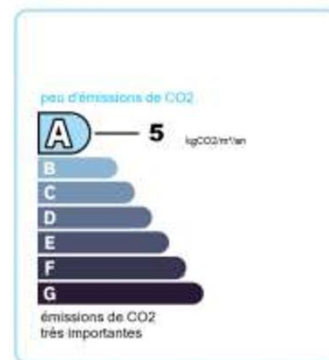 peu d'émissions de CO2
A 5 kgCO2/m²/an
B
C
D
E
F
G
émissions de CO2
très importantes